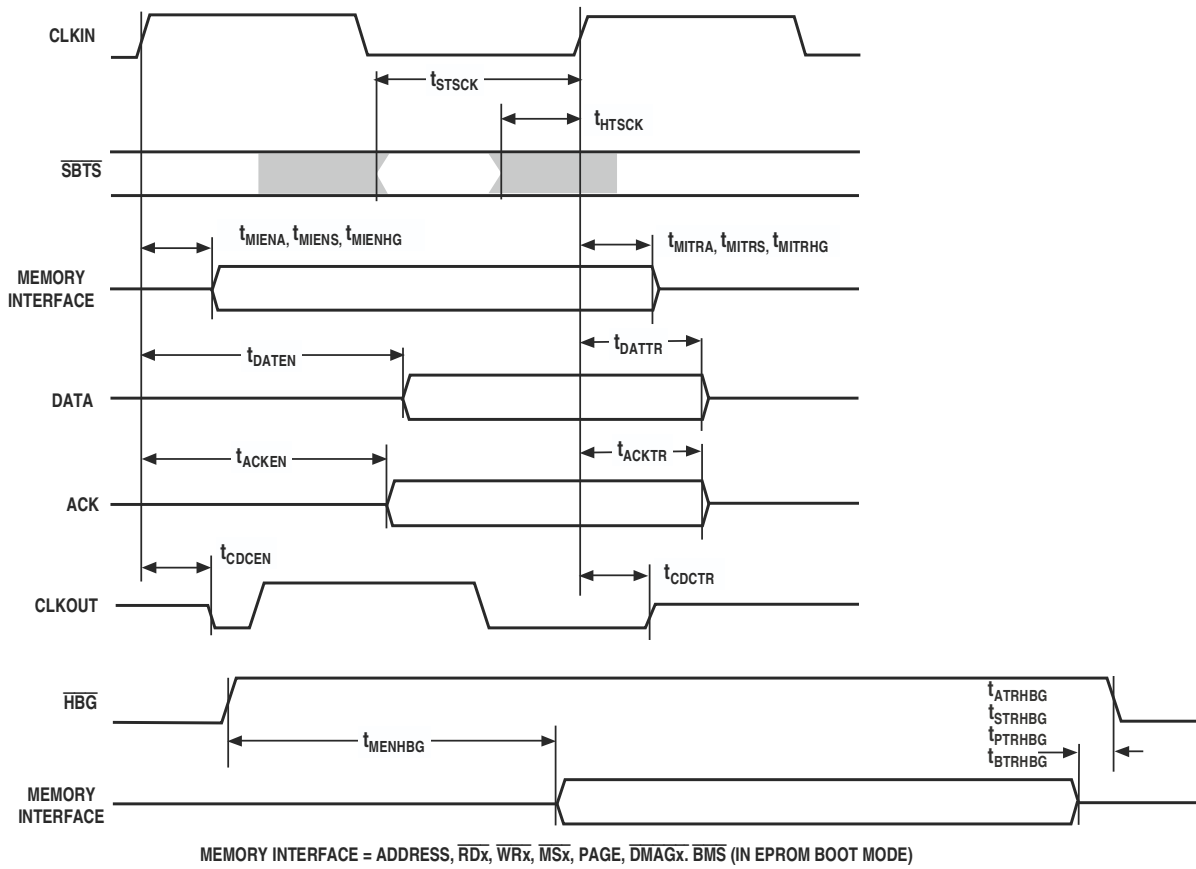 CLKIN
tSTSCK
tHTSCK
SBTS
tMIENA, tMIENS, tMIENHG
tMITRA, tMITRS, tMITRHG
MEMORY
INTERFACE
tDATEN
tDATTR
DATA
tACKEN
tACKTR
ACK
tCDCEN
tCDCTR
CLKOUT
HBG
tATRHBG
tSTRHBG
tPTRHBG
tBTRHBG
tMENHBG
MEMORY
INTERFACE
MEMORY INTERFACE = ADDRESS, RDx, WRx, MSx, PAGE, DMAGx. BMS (IN EPROM BOOT MODE)